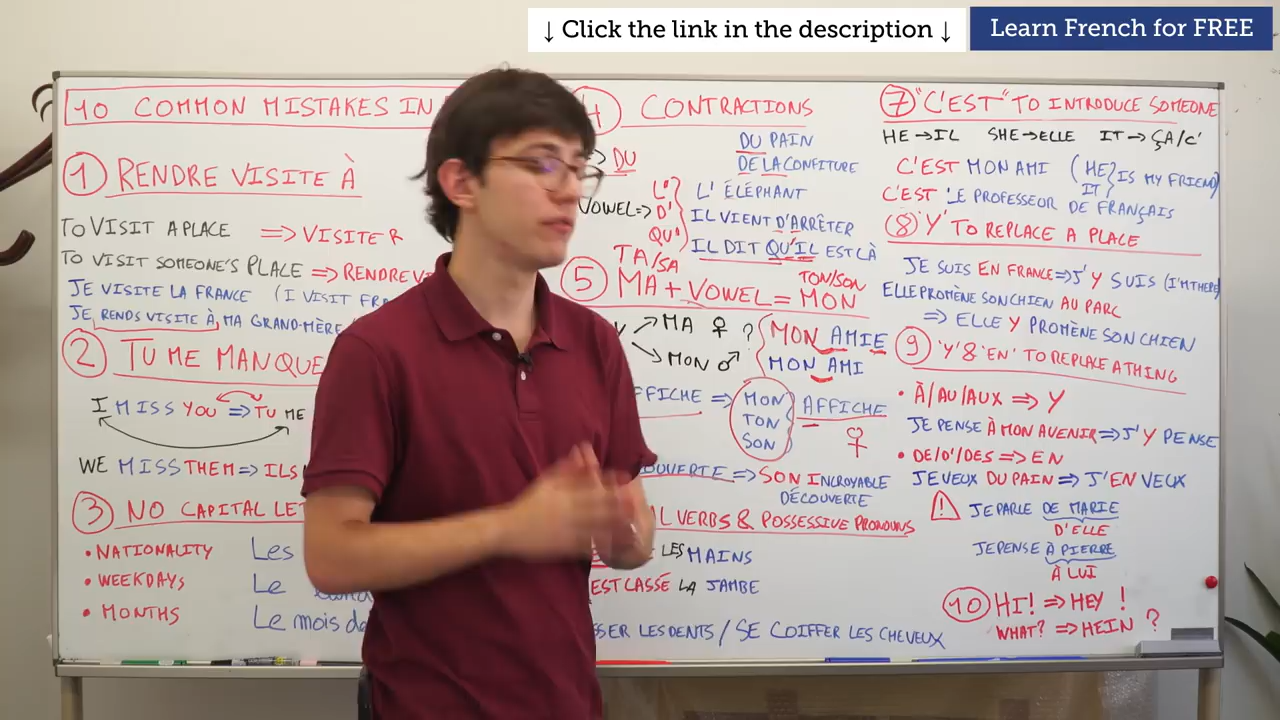 ↓ Click the link in the description ↓
Learn French for FREE
10 COMMON MISTAKES IN
1 RENDRE VISITE À
TO VISIT A PLACE => VISITER
TO VISIT SOMEONE'S PLACE => RENDRE
JE VISITE LA FRANCE (I VISIT
JE RENDS VISITE À MA GRAND-MÈRE
2 TU ME MANQUE
I MISS YOU => TU ME
WE MISS THEM => ILS
3 NO CAPITAL
• NATIONALITY Les
• WEEKDAYS Le
• MONTHS Le mois
4 CONTRACTIONS
DU PAIN
DU
DE LA CONFITURE
VOWEL => L' D' QU'
L'ÉLÉPHANT
IL VIENT D'ARRÊTER
IL DIT QU'IL EST LÀ
TA/SA TON/SON
5 MA + VOWEL = MON
MA ♀ ?
MON ♂
MON AMIE
MON AMI
=> MON TON SON AFFICHE
♀
=> SON INCROYABLE
DÉCOUVERTE
VERBS & POSSESSIVE PRONOUNS
LES MAINS
EST CASSÉ LA JAMBE
LES DENTS / SE COIFFER LES CHEVEUX
7 "C'EST" TO INTRODUCE SOMEONE
HE → IL SHE → ELLE IT → ÇA/C'
C'EST MON AMI (HE IT IS MY FRIEND)
C'EST LE PROFESSEUR DE FRANÇAIS
8 'Y' TO REPLACE A PLACE
JE SUIS EN FRANCE => J'Y SUIS (I'M THERE)
ELLE PROMÈNE SON CHIEN AU PARC
=> ELLE Y PROMÈNE SON CHIEN
9 'Y' & 'EN' TO REPLACE A THING
• À/AU/AUX => Y
JE PENSE À MON AVENIR => J'Y PENSE
• DE/D'/DES => EN
JE VEUX DU PAIN => J'EN VEUX
! JE PARLE DE MARIE
D'ELLE
JE PENSE À PIERRE
À LUI
10 HI! => HEY !
WHAT? => HEIN ?